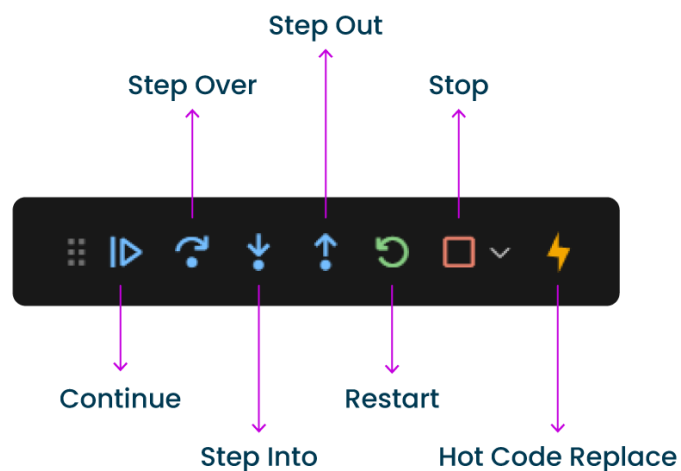 Step Out
Step Over
Stop
Continue
Restart
Step Into
Hot Code Replace